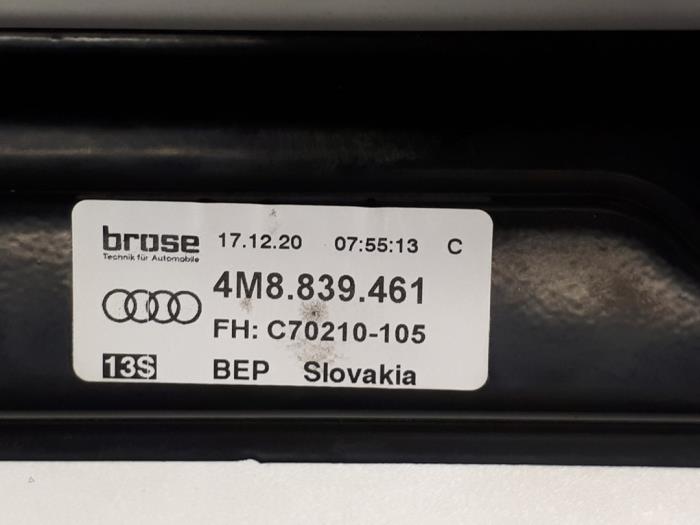 brose 17.12.20 07:55:13 C
Technik für Automobile
4M8.839.461
FH: C70210-105
13S BEP Slovakia